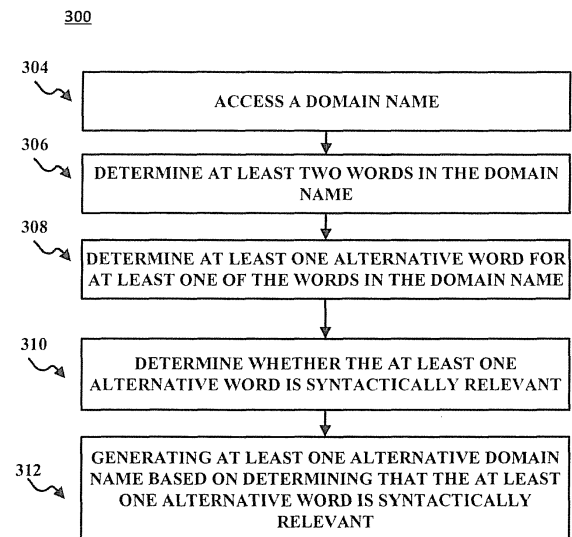 300
304
ACCESS A DOMAIN NAME
306
DETERMINE AT LEAST TWO WORDS IN THE DOMAIN
NAME
308
DETERMINE AT LEAST ONE ALTERNATIVE WORD FOR
AT LEAST ONE OF THE WORDS IN THE DOMAIN NAME
310
DETERMINE WHETHER THE AT LEAST ONE
ALTERNATIVE WORD IS SYNTACTICALLY RELEVANT
312
GENERATING AT LEAST ONE ALTERNATIVE DOMAIN
NAME BASED ON DETERMINING THAT THE AT LEAST
ONE ALTERNATIVE WORD IS SYNTACTICALLY
RELEVANT